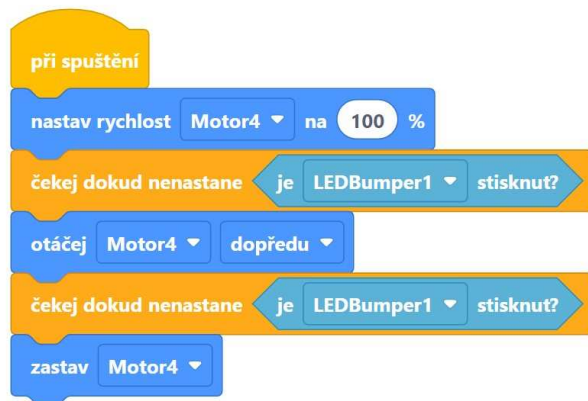 při spuštění
nastav rychlost Motor4 na 100 %
čekej dokud nenastane je LEDBumper1 stisknut?
otáčej Motor4 dopředu
čekej dokud nenastane je LEDBumper1 stisknut?
zastav Motor4